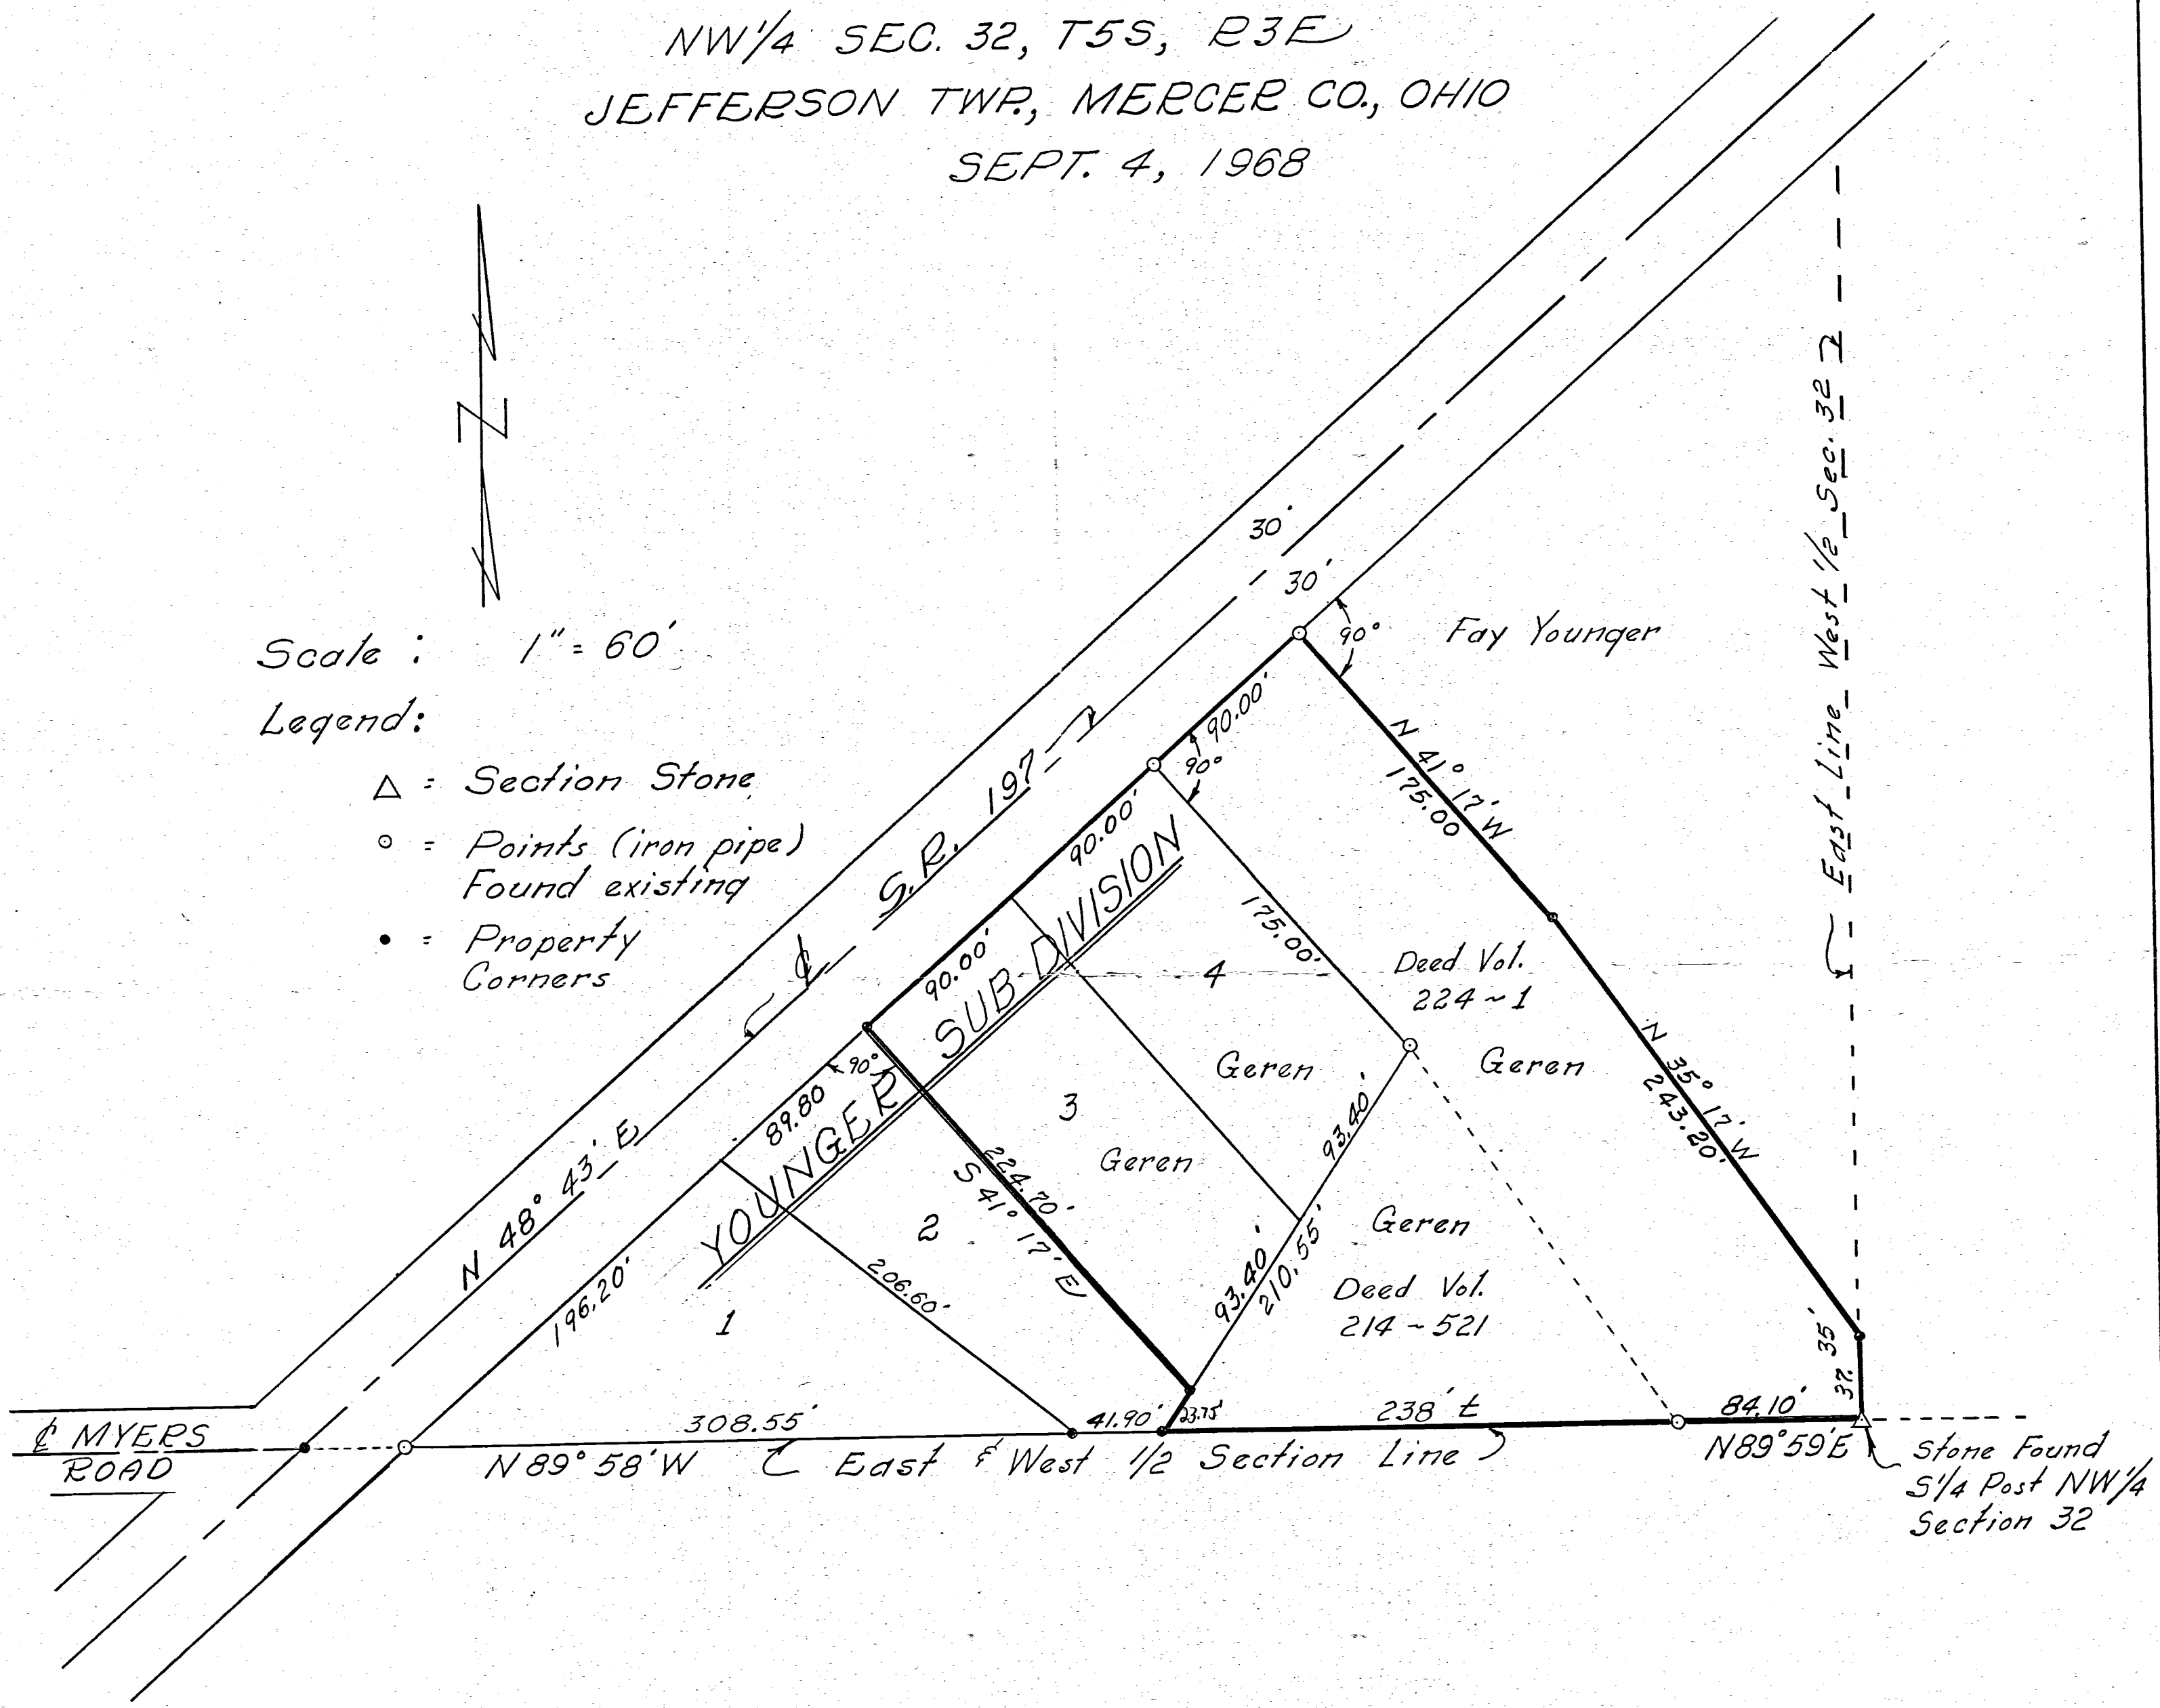 NW 1/4 SEC. 32, T5S, R3E
JEFFERSON TWP., MERCER CO., OHIO
SEPT. 4, 1968
N
Scale : 1" = 60'
Legend:
△ = Section Stone
⊙ = Points (iron pipe)
Found existing
• = Property
Corners
30'
30'
90°
Fay Younger
East Line West 1/2 Sec. 32
90.00'
90°
N 41° 17' W
175.00
℄ S.R. 197
90.00'
90.00'
YOUNGER SUB-DIVISION
175.00'
4
Deed Vol.
224 ~ 1
Geren
Geren
N 35° 17' W
243.20'
90°
89.80
3
Geren
93.40'
224.70'
S 41° 17' E
N 48° 43' E
2
206.60'
Geren
93.40'
210.55'
Deed Vol.
214 ~ 521
196.20'
1
37.35'
308.55'
41.90'
23.75'
238' ±
84.10'
℄ MYERS
ROAD
N 89° 58' W
East & West 1/2 Section Line
N 89° 59' E
Stone Found
S 1/4 Post NW 1/4
Section 32